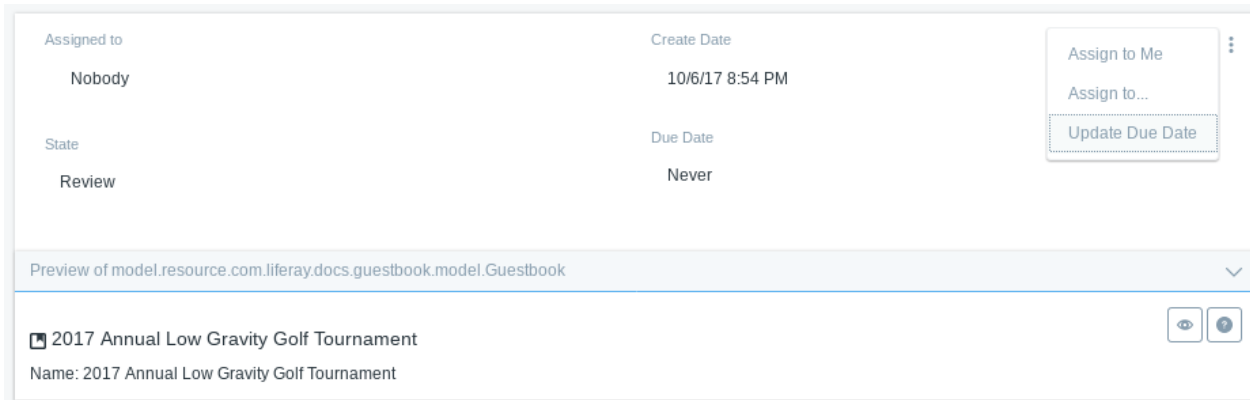 Assigned to
Nobody
State
Review
Create Date
10/6/17 8:54 PM
Due Date
Never
Assign to Me
Assign to...
Update Due Date
Preview of model.resource.com.liferay.docs.guestbook.model.Guestbook
2017 Annual Low Gravity Golf Tournament
Name: 2017 Annual Low Gravity Golf Tournament